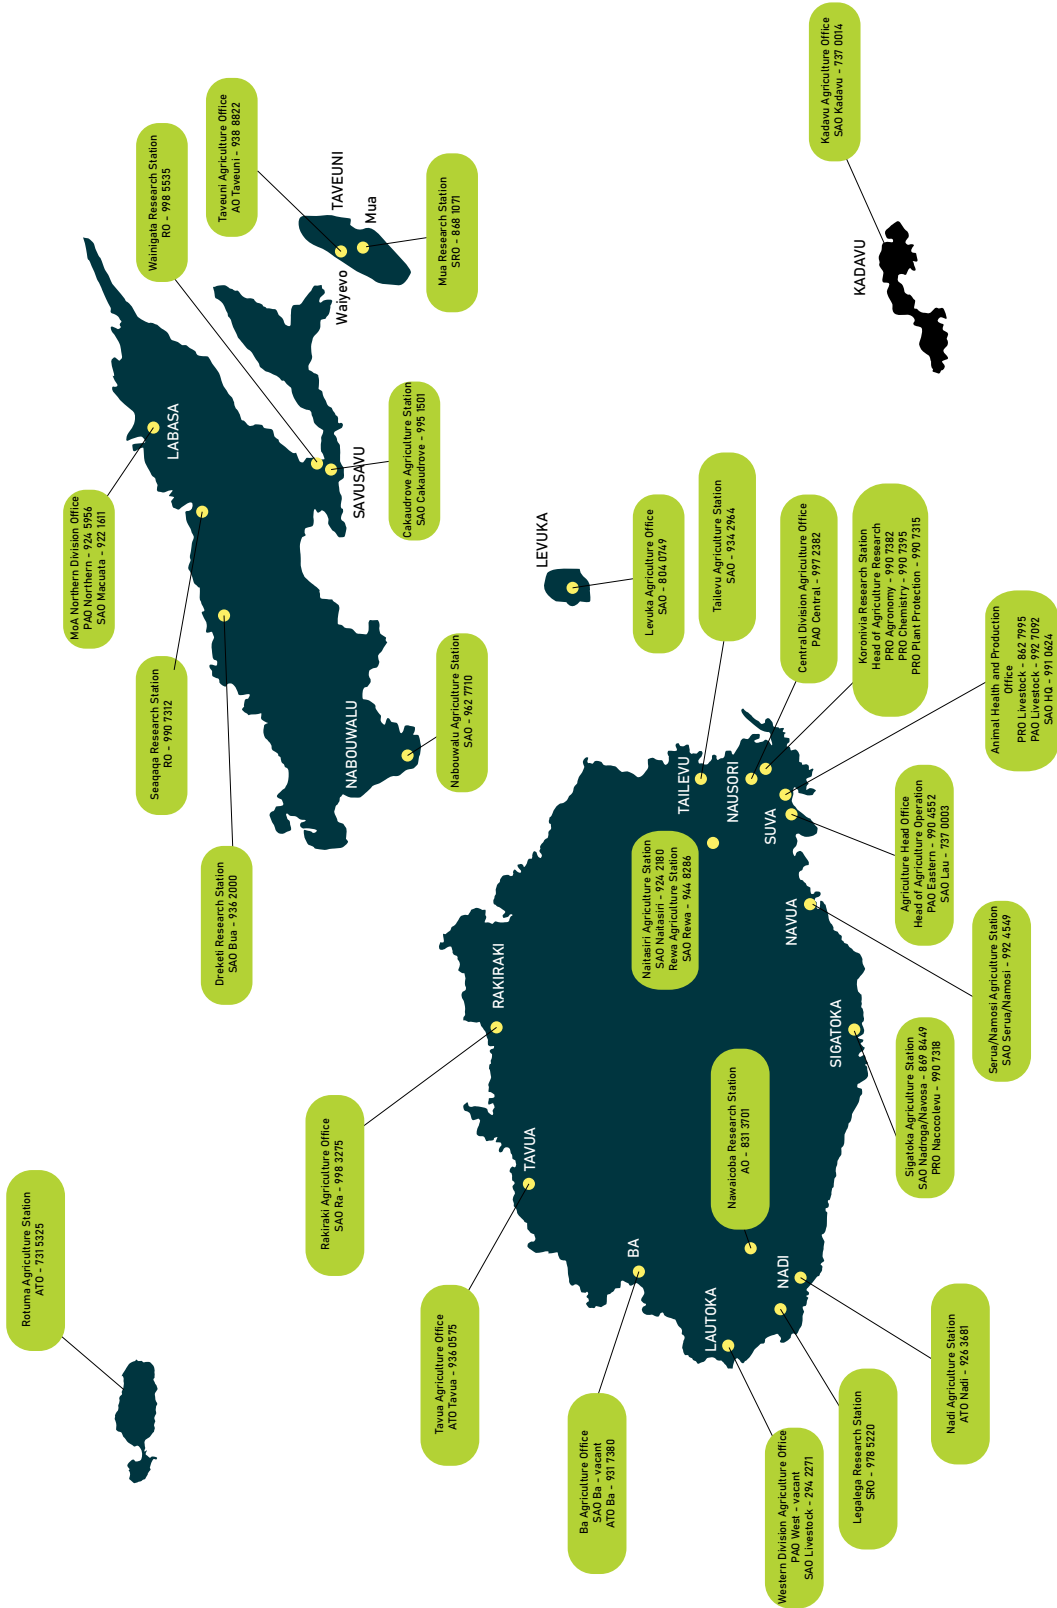 Rotuma Agriculture Station
ATO - 731 5325
Rakiraki Agriculture Office
SAO Ra - 998 3275
Tavua Agriculture Office
ATO Tavua - 936 0575
Ba Agriculture Office
SAO Ba - vacant
ATO Ba - 931 7380
Western Division Agriculture Office
PAO West - vacant
SAO Livestock - 294 2271
Legalega Research Station
SRO - 978 5220
Nadi Agriculture Station
ATO Nadi - 926 3681
Nawaicoba Research Station
AO - 831 3701
Sigatoka Agriculture Station
SAO Nadroga/Navosa - 869 8449
PRO Nacocolevu - 990 7318
Serua/Namosi Agriculture Station
SAO Serua/Namosi - 992 4549
Agriculture Head Office
Head of Agriculture Operation
PAO Eastern - 990 4552
SAO Lau - 737 0003
Animal Health and Production
Office
PRO Livestock - 862 7995
PAO Livestock - 992 7092
SAO HQ - 991 0624
Koronivia Research Station
Head of Agriculture Research
PRO Agronomy - 990 7382
PRO Chemistry - 990 7395
PRO Plant Protection - 990 7315
Central Division Agriculture Office
PAO Central - 997 2382
Tailevu Agriculture Station
SAO - 934 2964
Naitasiri Agriculture Station
SAO Naitasiri - 924 2180
Rewa Agriculture Station
SAO Rewa - 944 8286
Levuka Agriculture Office
SAO - 804 0749
Dreketi Research Station
SAO Bua - 936 2000
Seaqaqa Research Station
RO - 990 7312
MoA Northern Division Office
PAO Northern - 924 5956
SAO Macuata - 922 1611
Nabouwalu Agriculture Station
SAO - 962 7710
Cakaudrove Agriculture Station
SAO Cakaudrove - 995 1501
Wainigata Research Station
RO - 998 5535
Taveuni Agriculture Office
AO Taveuni - 938 8822
Mua Research Station
SRO - 868 1071
Kadavu Agriculture Office
SAO Kadavu - 737 0014
RAKIRAKI
TAVUA
BA
LAUTOKA
NADI
SIGATOKA
NAVUA
SUVA
NAUSORI
TAILEVU
LEVUKA
NABOUWALU
LABASA
SAVUSAVU
Waiyevo
TAVEUNI
Mua
KADAVU